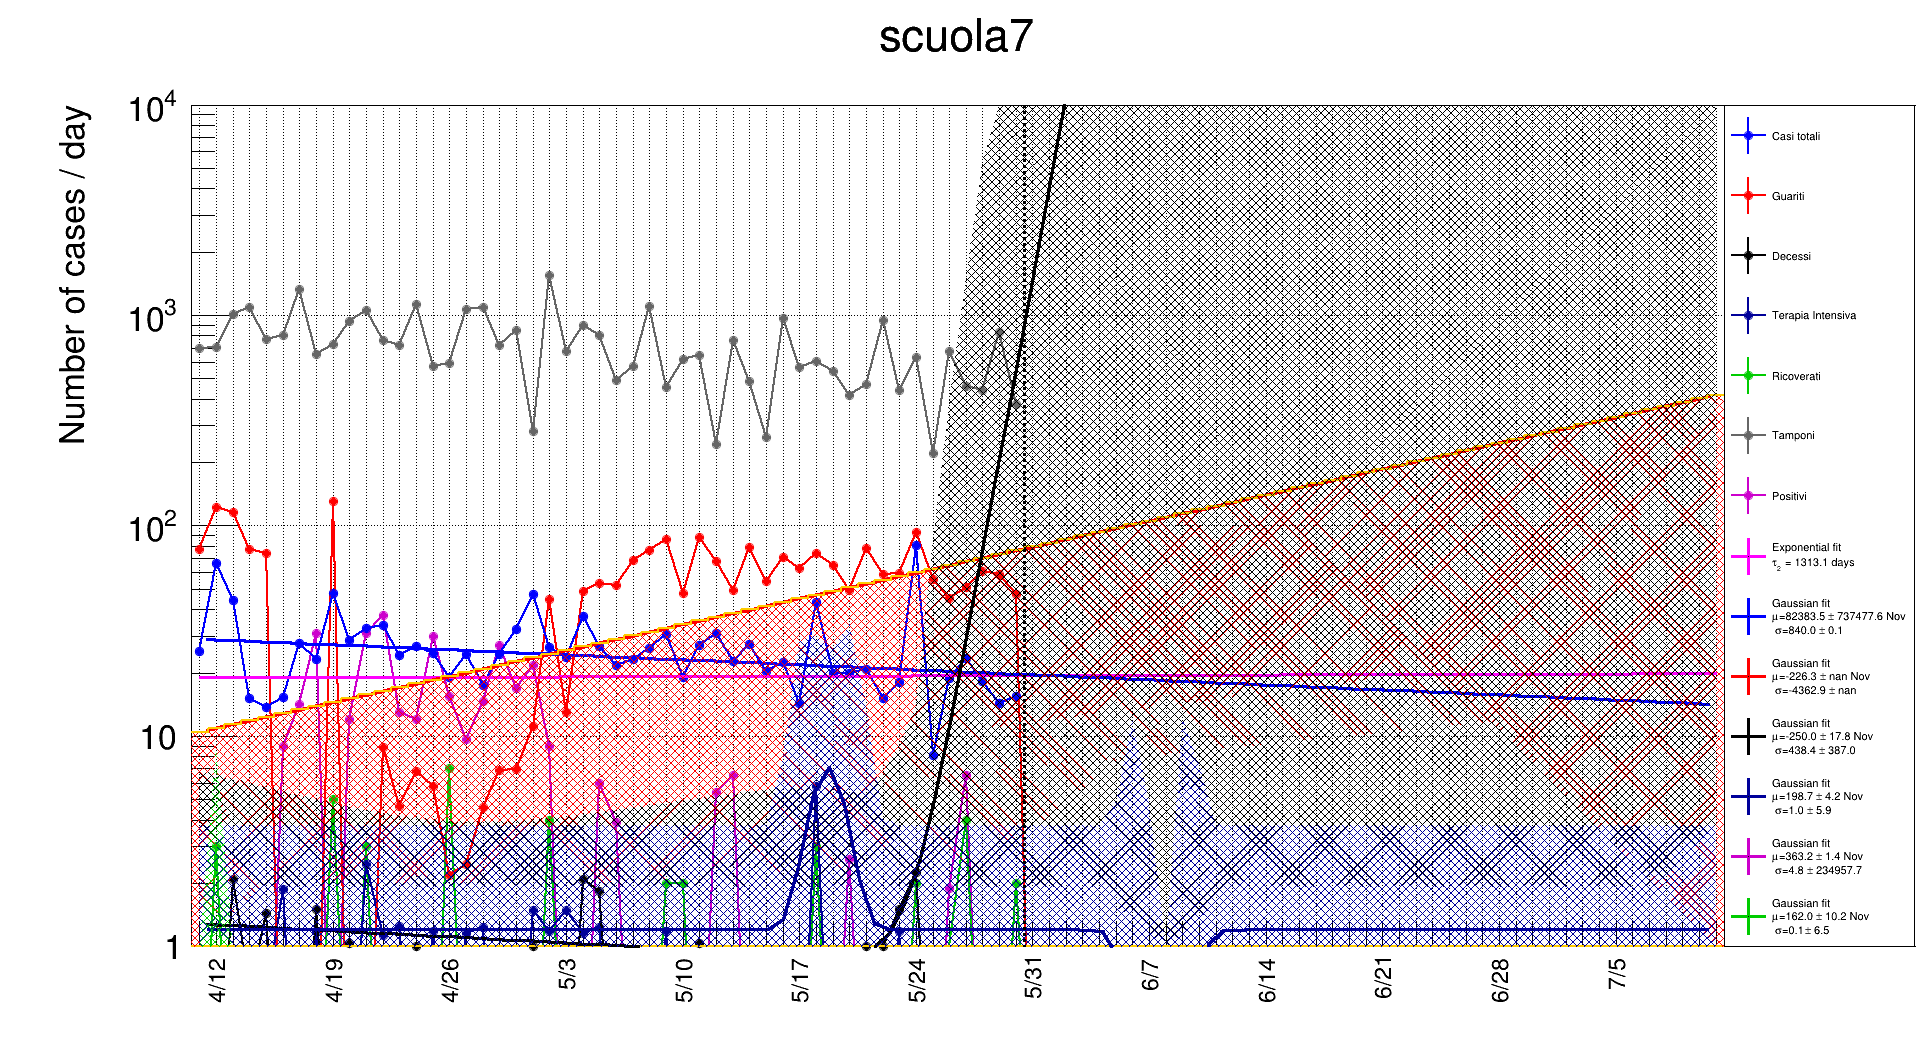 scuola7
Number of cases / day
10^4
10^3
10^2
10
1
4/12
4/19
4/26
5/3
5/10
5/17
5/24
5/31
6/7
6/14
6/21
6/28
7/5
Casi totali
Guariti
Decessi
Terapia Intensiva
Ricoverati
Tamponi
Positivi
Exponential fit
τ₂ = 1313.1 days
Gaussian fit
μ=82383.5 ± 737477.6 Nov
σ=840.0 ± 0.1
Gaussian fit
μ=-226.3 ± nan Nov
σ=-4362.9 ± nan
Gaussian fit
μ=-250.0 ± 17.8 Nov
σ=438.4 ± 387.0
Gaussian fit
μ=198.7 ± 4.2 Nov
σ=1.0 ± 5.9
Gaussian fit
μ=363.2 ± 1.4 Nov
σ=4.8 ± 234957.7
Gaussian fit
μ=162.0 ± 10.2 Nov
σ=0.1 ± 6.5